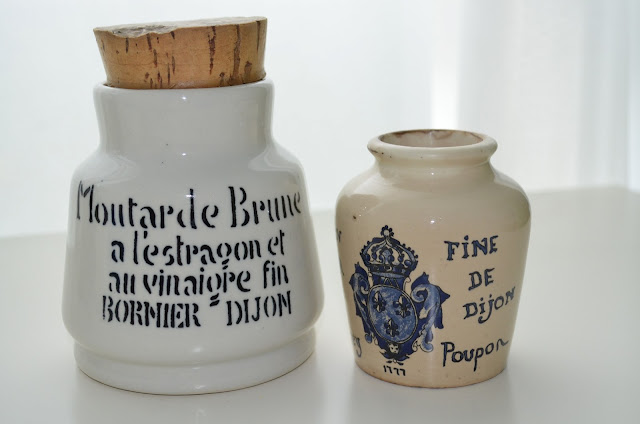 Moutarde Brune
a l'estragon et
au vinaigre fin
BORNIER DIJON
FINE
DE
Dijon
Poupon
1777